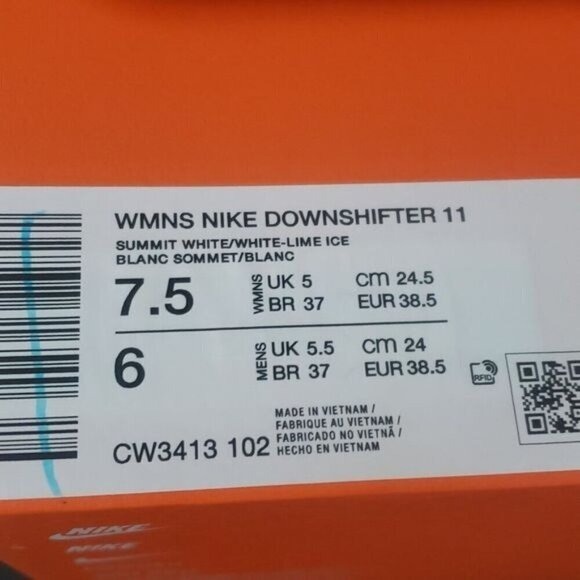 WMNS NIKE DOWNSHIFTER 11
SUMMIT WHITE/WHITE-LIME ICE
BLANC SOMMET/BLANC
7.5 WMNS UK 5 CM 24.5
BR 37 EUR 38.5
6 MENS UK 5.5 CM 24
BR 37 EUR 38.5
RFID
MADE IN VIETNAM /
FABRIQUE AU VIETNAM /
FABRICADO NO VIETNÃ /
CW3413 102 HECHO EN VIETNAM
NIKE
NIKE